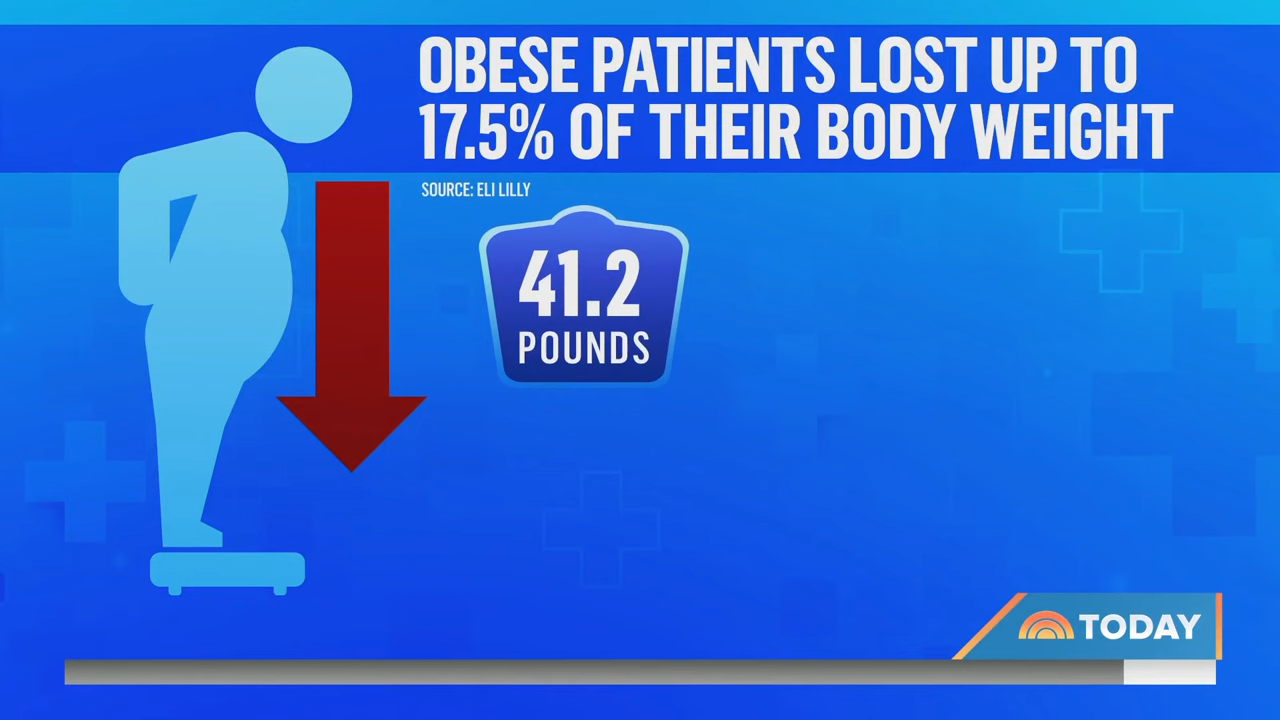 OBESE PATIENTS LOST UP TO
17.5% OF THEIR BODY WEIGHT
SOURCE: ELI LILLY
41.2
POUNDS
TODAY